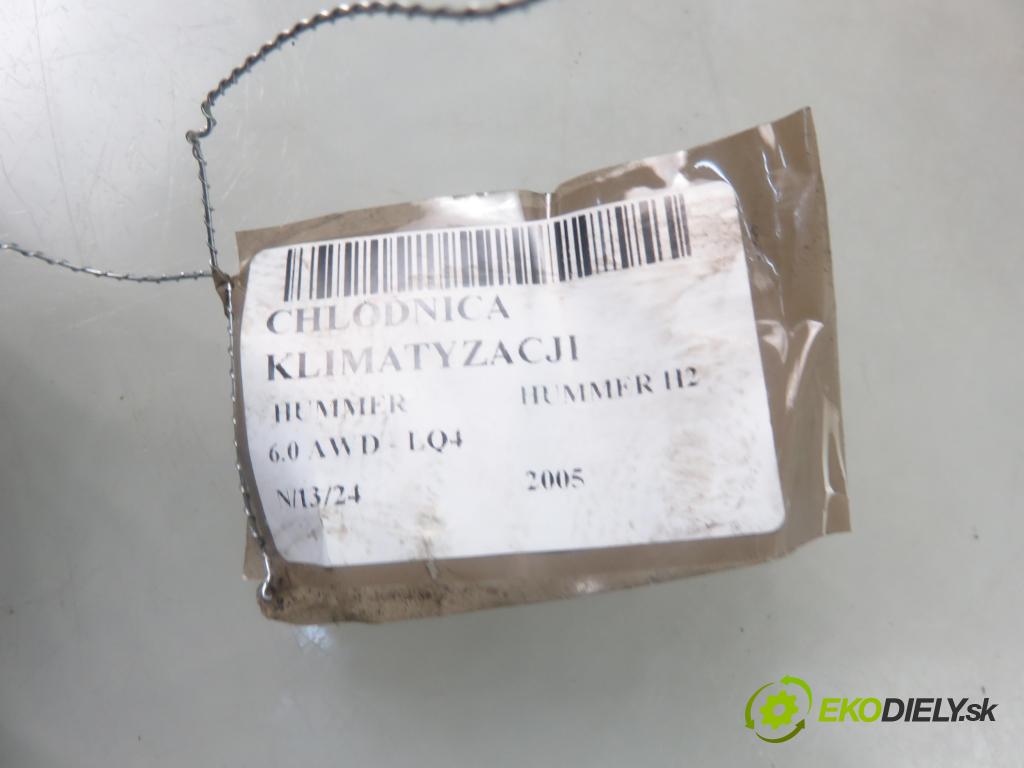 CHLODNICA
KLIMATYZACJI
HUMMER HUMMER H2
6.0 AWD - LQ4
N/13/24 2005
EKODIELY.sk